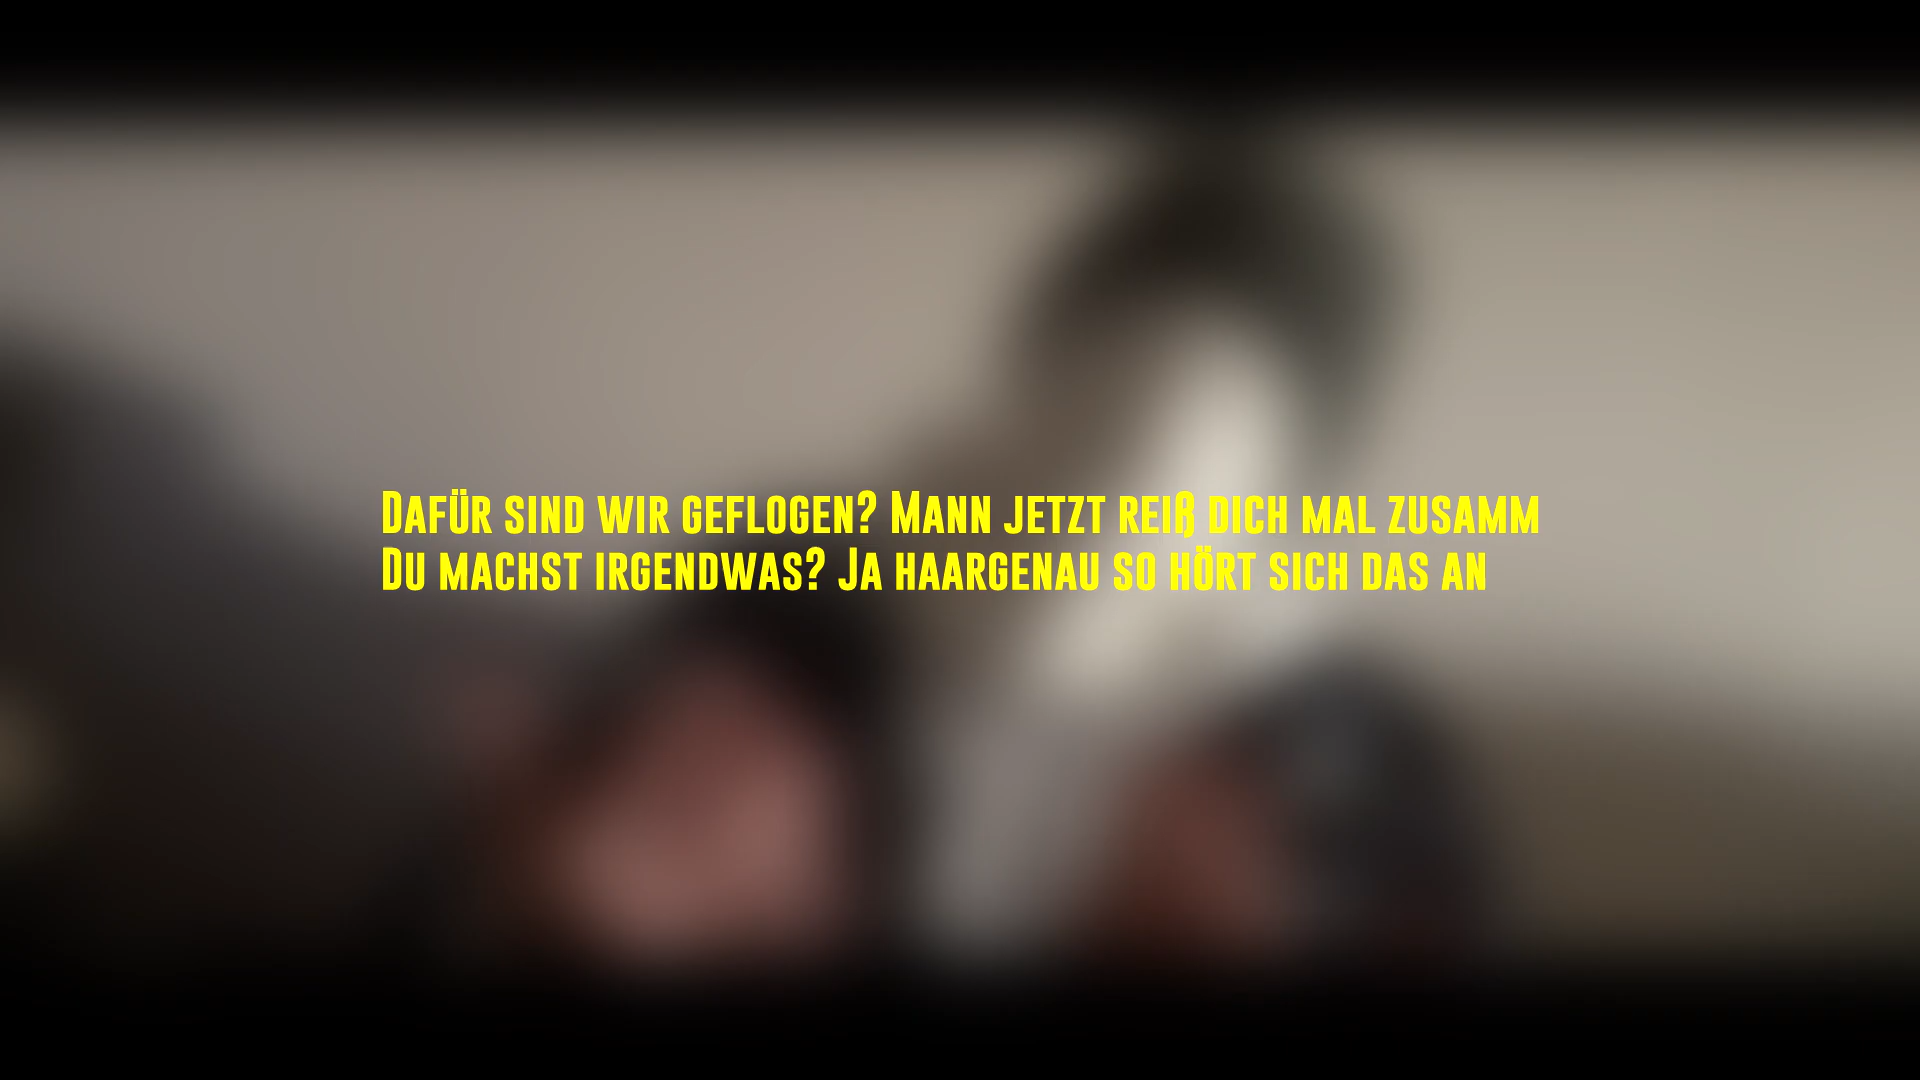 Dafür sind wir geflogen? Mann jetzt reiß dich mal zusamm
Du machst irgendwas? Ja haargenau so hört sich das an